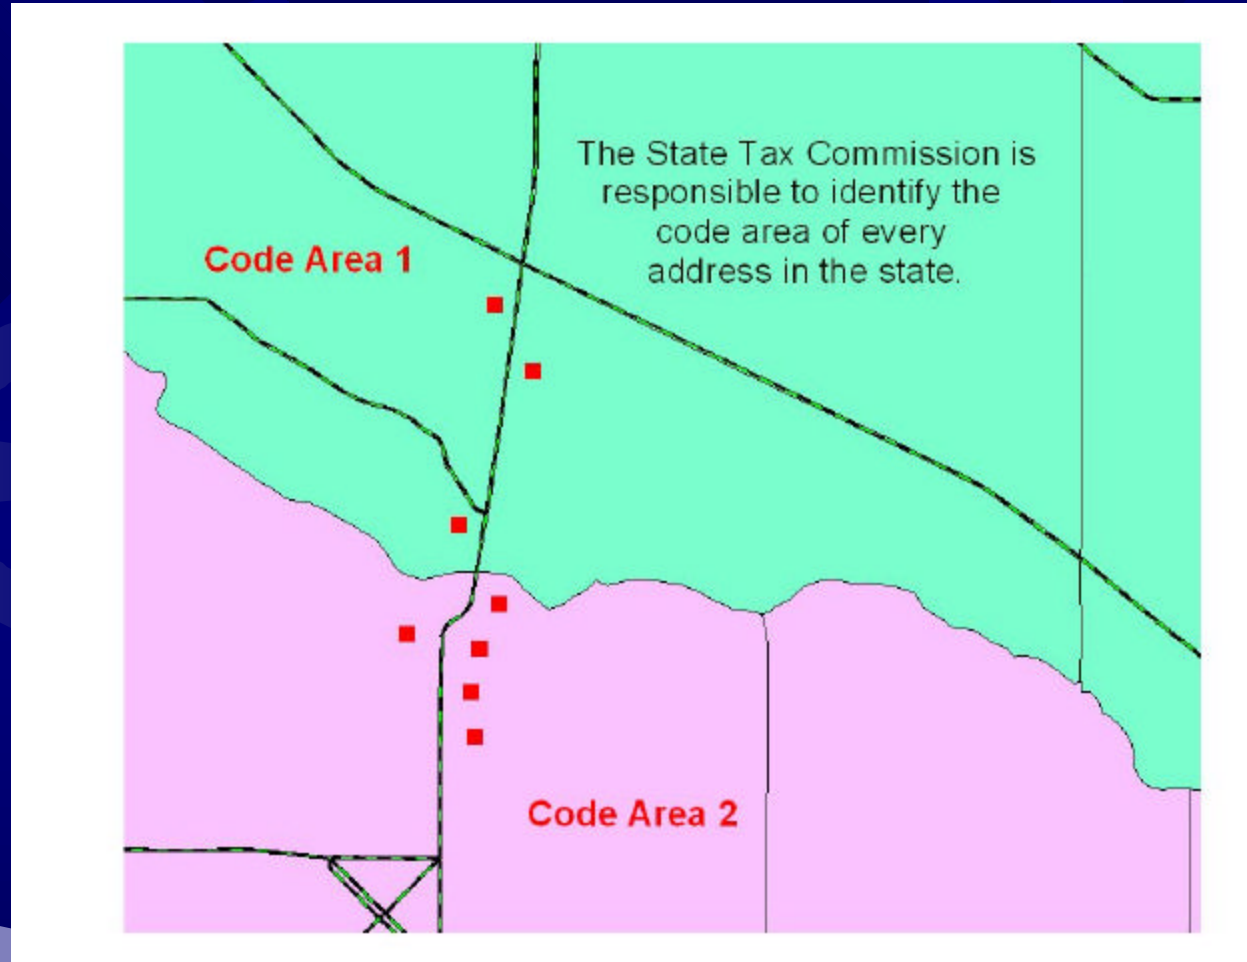 The State Tax Commission is
responsible to identify the
code area of every
address in the state.
Code Area 1
Code Area 2